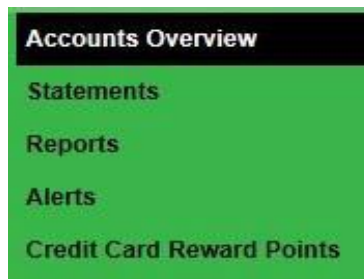 Accounts Overview
Statements
Reports
Alerts
Credit Card Reward Points